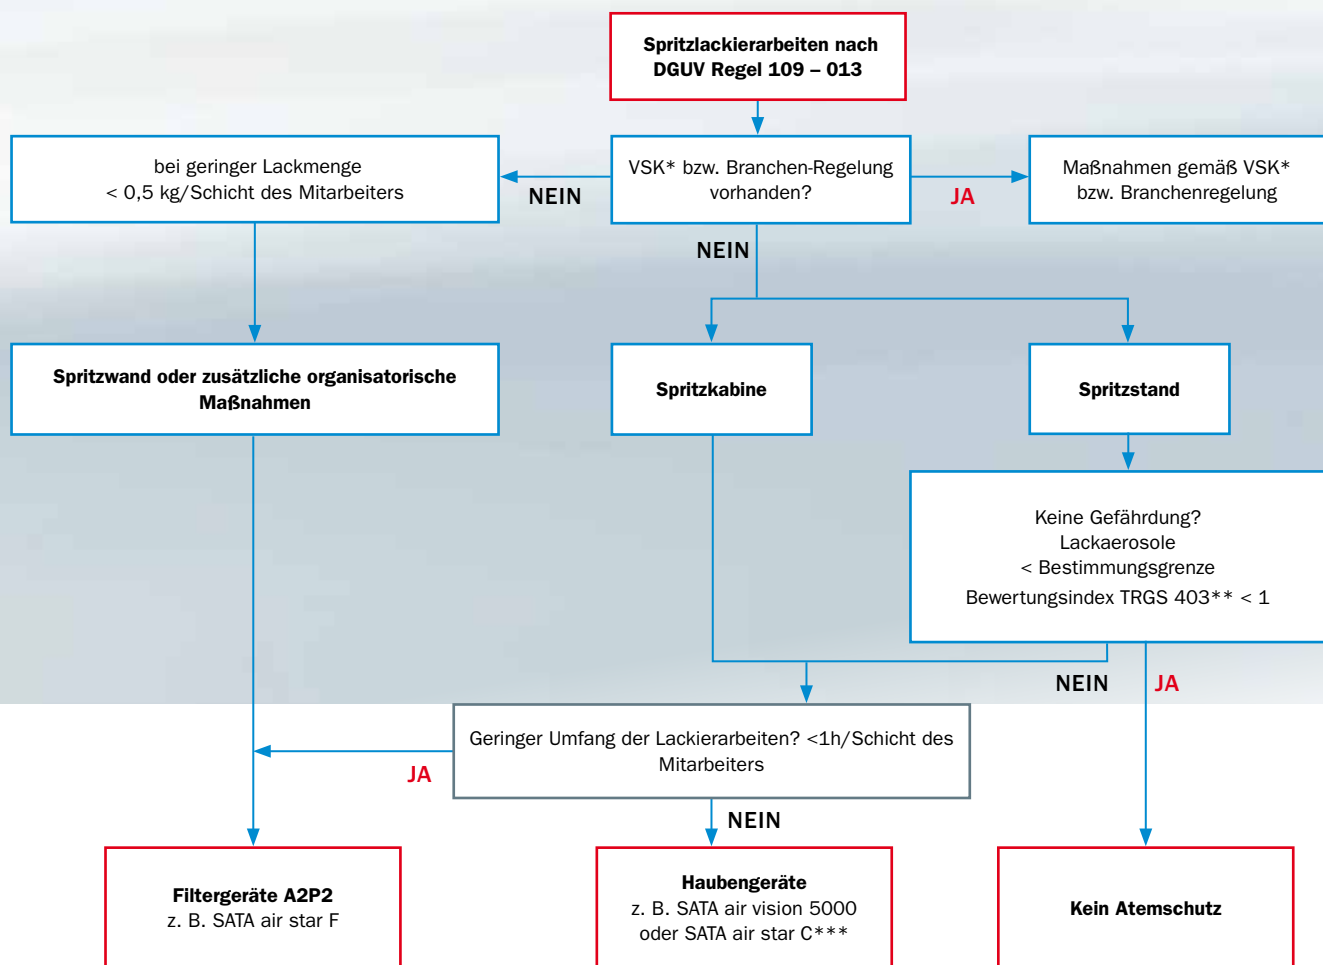 Spritzlackierarbeiten nach
DGUV Regel 109 – 013
bei geringer Lackmenge
< 0,5 kg/Schicht des Mitarbeiters
NEIN
VSK* bzw. Branchen-Regelung
vorhanden?
JA
Maßnahmen gemäß VSK*
bzw. Branchenregelung
NEIN
Spritzwand oder zusätzliche organisatorische
Maßnahmen
Spritzkabine
Spritzstand
Keine Gefährdung?
Lackaerosole
< Bestimmungsgrenze
Bewertungsindex TRGS 403** < 1
NEIN
JA
Geringer Umfang der Lackierarbeiten? <1h/Schicht des
Mitarbeiters
JA
NEIN
Filtergeräte A2P2
z. B. SATA air star F
Haubengeräte
z. B. SATA air vision 5000
oder SATA air star C***
Kein Atemschutz